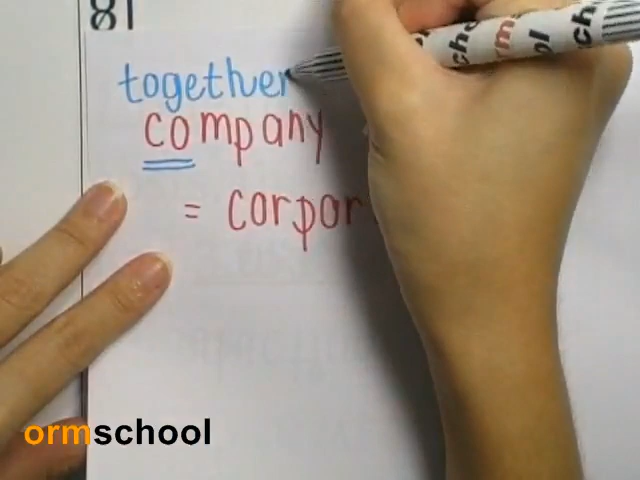 81
together
company
= corpor
ormschool